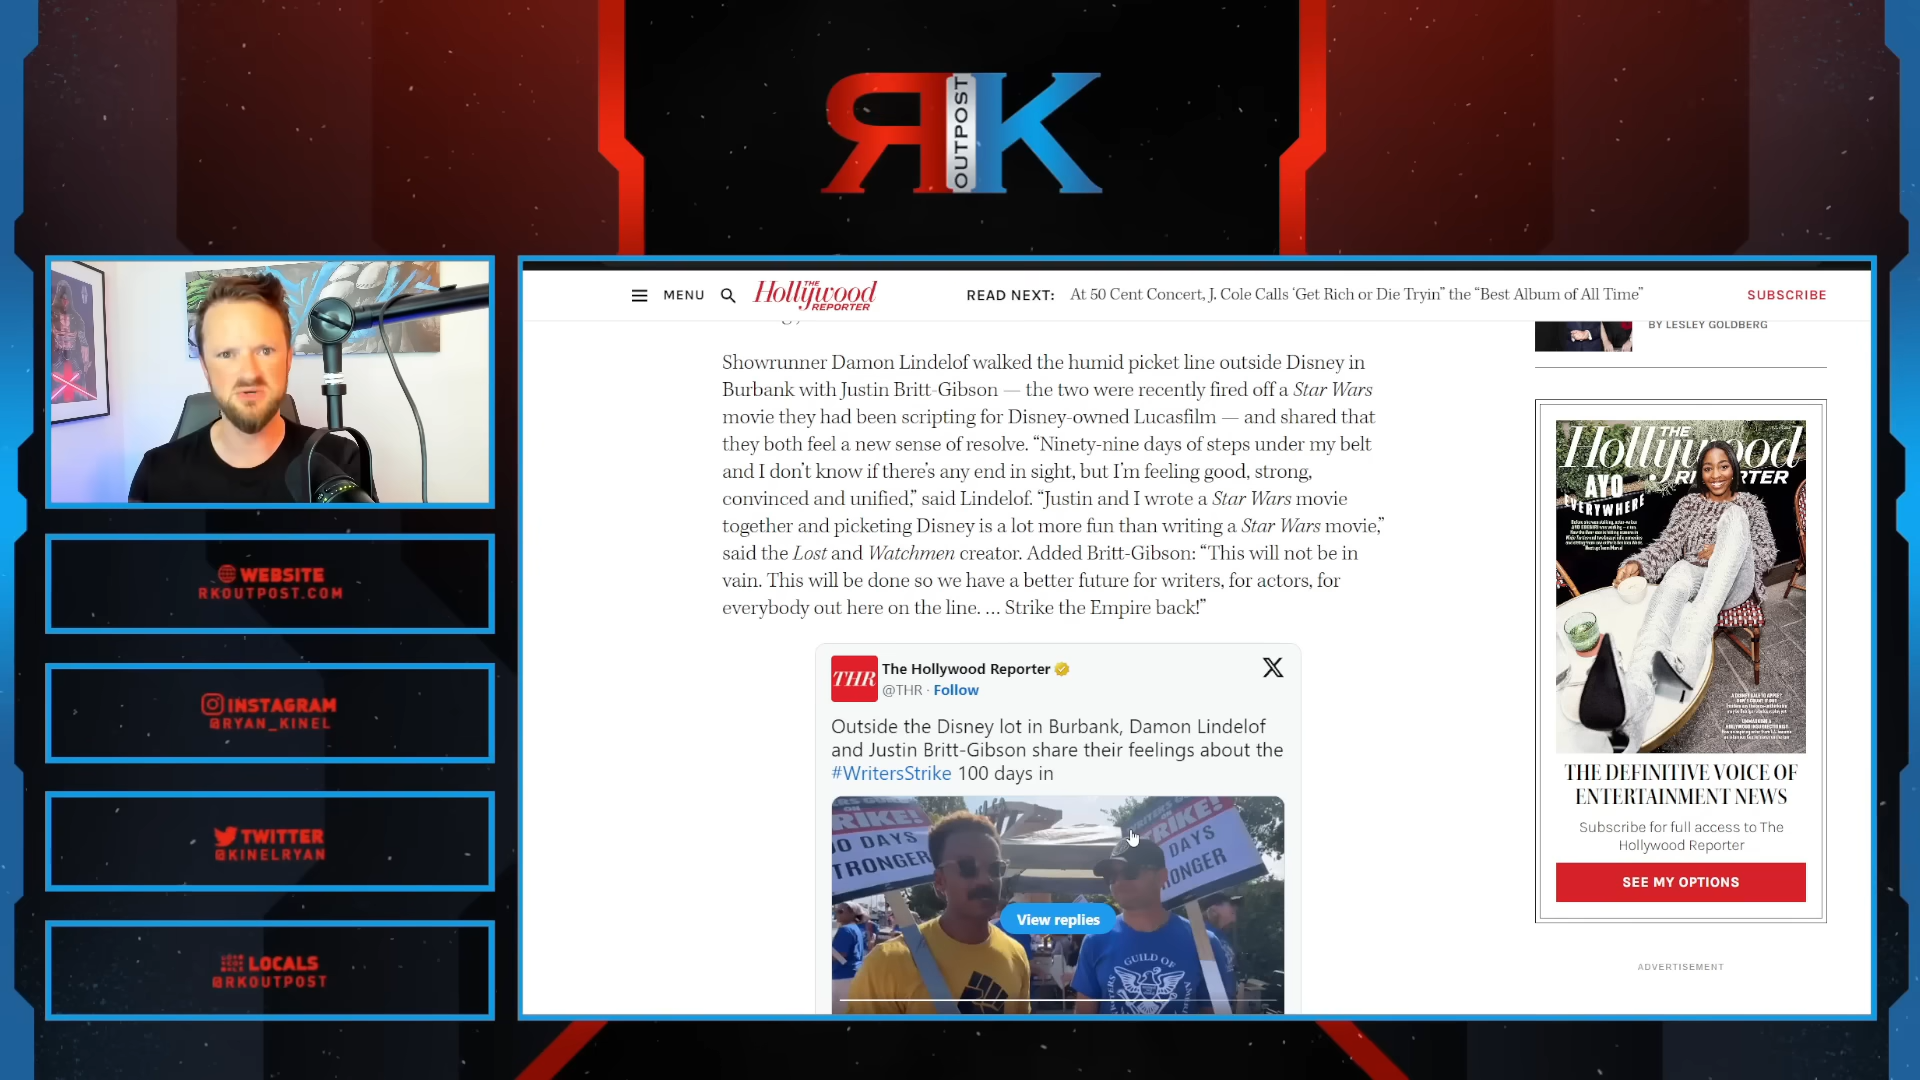 RK
OUTPOST
WEBSITE
RKOUTPOST.COM
INSTAGRAM
@RYAN_KINEL
TWITTER
@KINELRYAN
LOCALS
@RKOUTPOST
MENU
THE
Hollywood
REPORTER
READ NEXT: At 50 Cent Concert, J. Cole Calls ‘Get Rich or Die Tryin” the “Best Album of All Time”
SUBSCRIBE
Showrunner Damon Lindelof walked the humid picket line outside Disney in
Burbank with Justin Britt-Gibson — the two were recently fired off a Star Wars
movie they had been scripting for Disney-owned Lucasfilm — and shared that
they both feel a new sense of resolve. “Ninety-nine days of steps under my belt
and I don’t know if there’s any end in sight, but I’m feeling good, strong,
convinced and unified,” said Lindelof. “Justin and I wrote a Star Wars movie
together and picketing Disney is a lot more fun than writing a Star Wars movie,”
said the Lost and Watchmen creator. Added Britt-Gibson: “This will not be in
vain. This will be done so we have a better future for writers, for actors, for
everybody out here on the line. … Strike the Empire back!”
THR
The Hollywood Reporter
@THR · Follow
X
Outside the Disney lot in Burbank, Damon Lindelof
and Justin Britt-Gibson share their feelings about the
#WritersStrike 100 days in
View replies
GUILD OF
BY LESLEY GOLDBERG
THE
Hollywood
REPORTER
AYO
EVERYWHERE
THE DEFINITIVE VOICE OF
ENTERTAINMENT NEWS
Subscribe for full access to The
Hollywood Reporter
SEE MY OPTIONS
ADVERTISEMENT